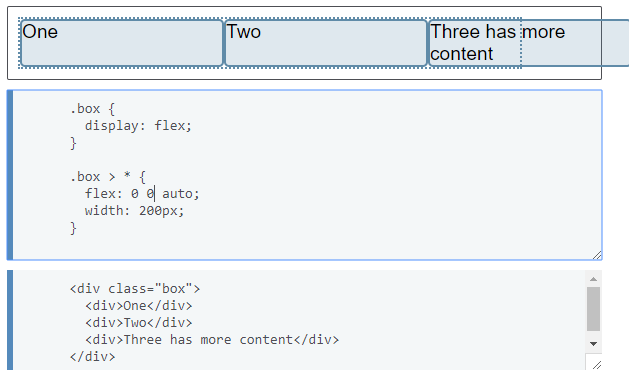 One
Two
Three has more
content
.box {
display: flex;
}
.box > * {
flex: 0 0 auto;
width: 200px;
}
<div class="box">
<div>One</div>
<div>Two</div>
<div>Three has more content</div>
</div>